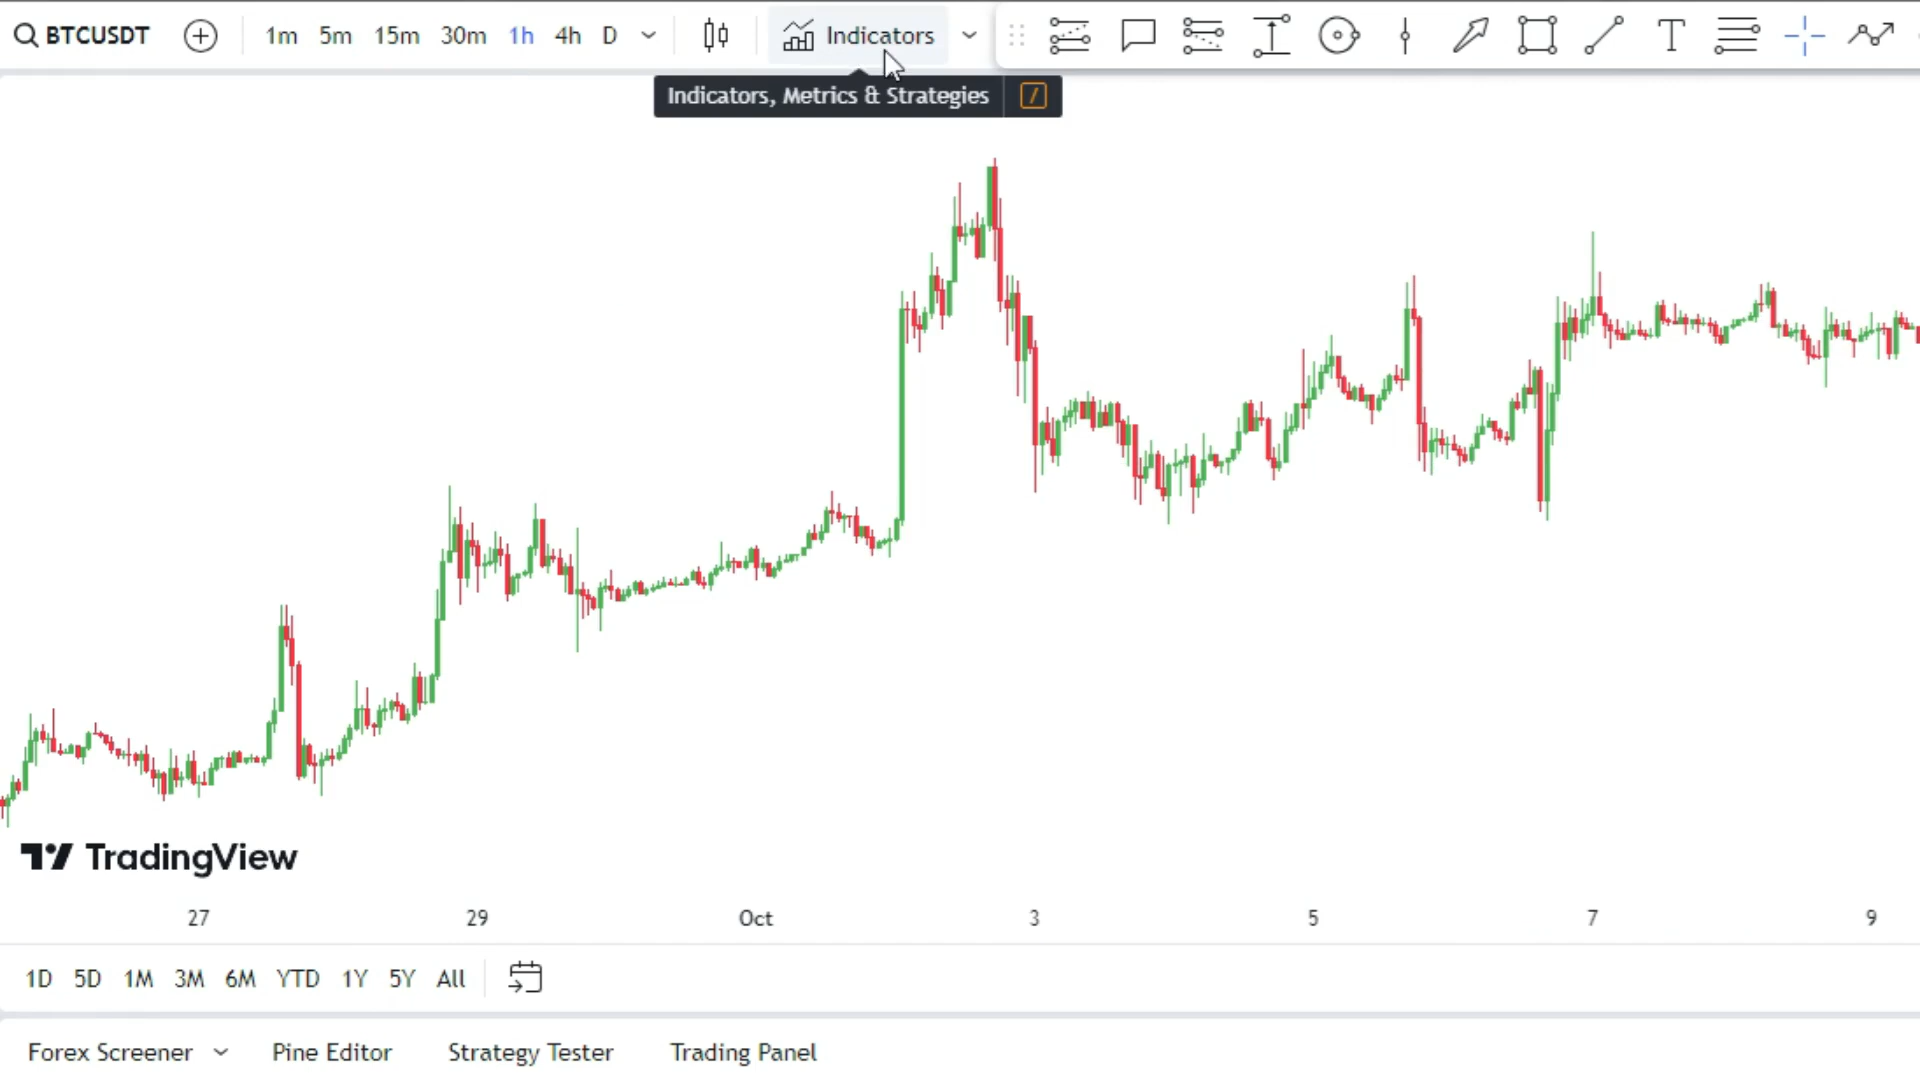 BTCUSDT 1m 5m 15m 30m 1h 4h D Indicators T
Indicators, Metrics & Strategies /
TradingView
27 29 Oct 3 5 7 9
1D 5D 1M 3M 6M YTD 1Y 5Y All
Forex Screener Pine Editor Strategy Tester Trading Panel